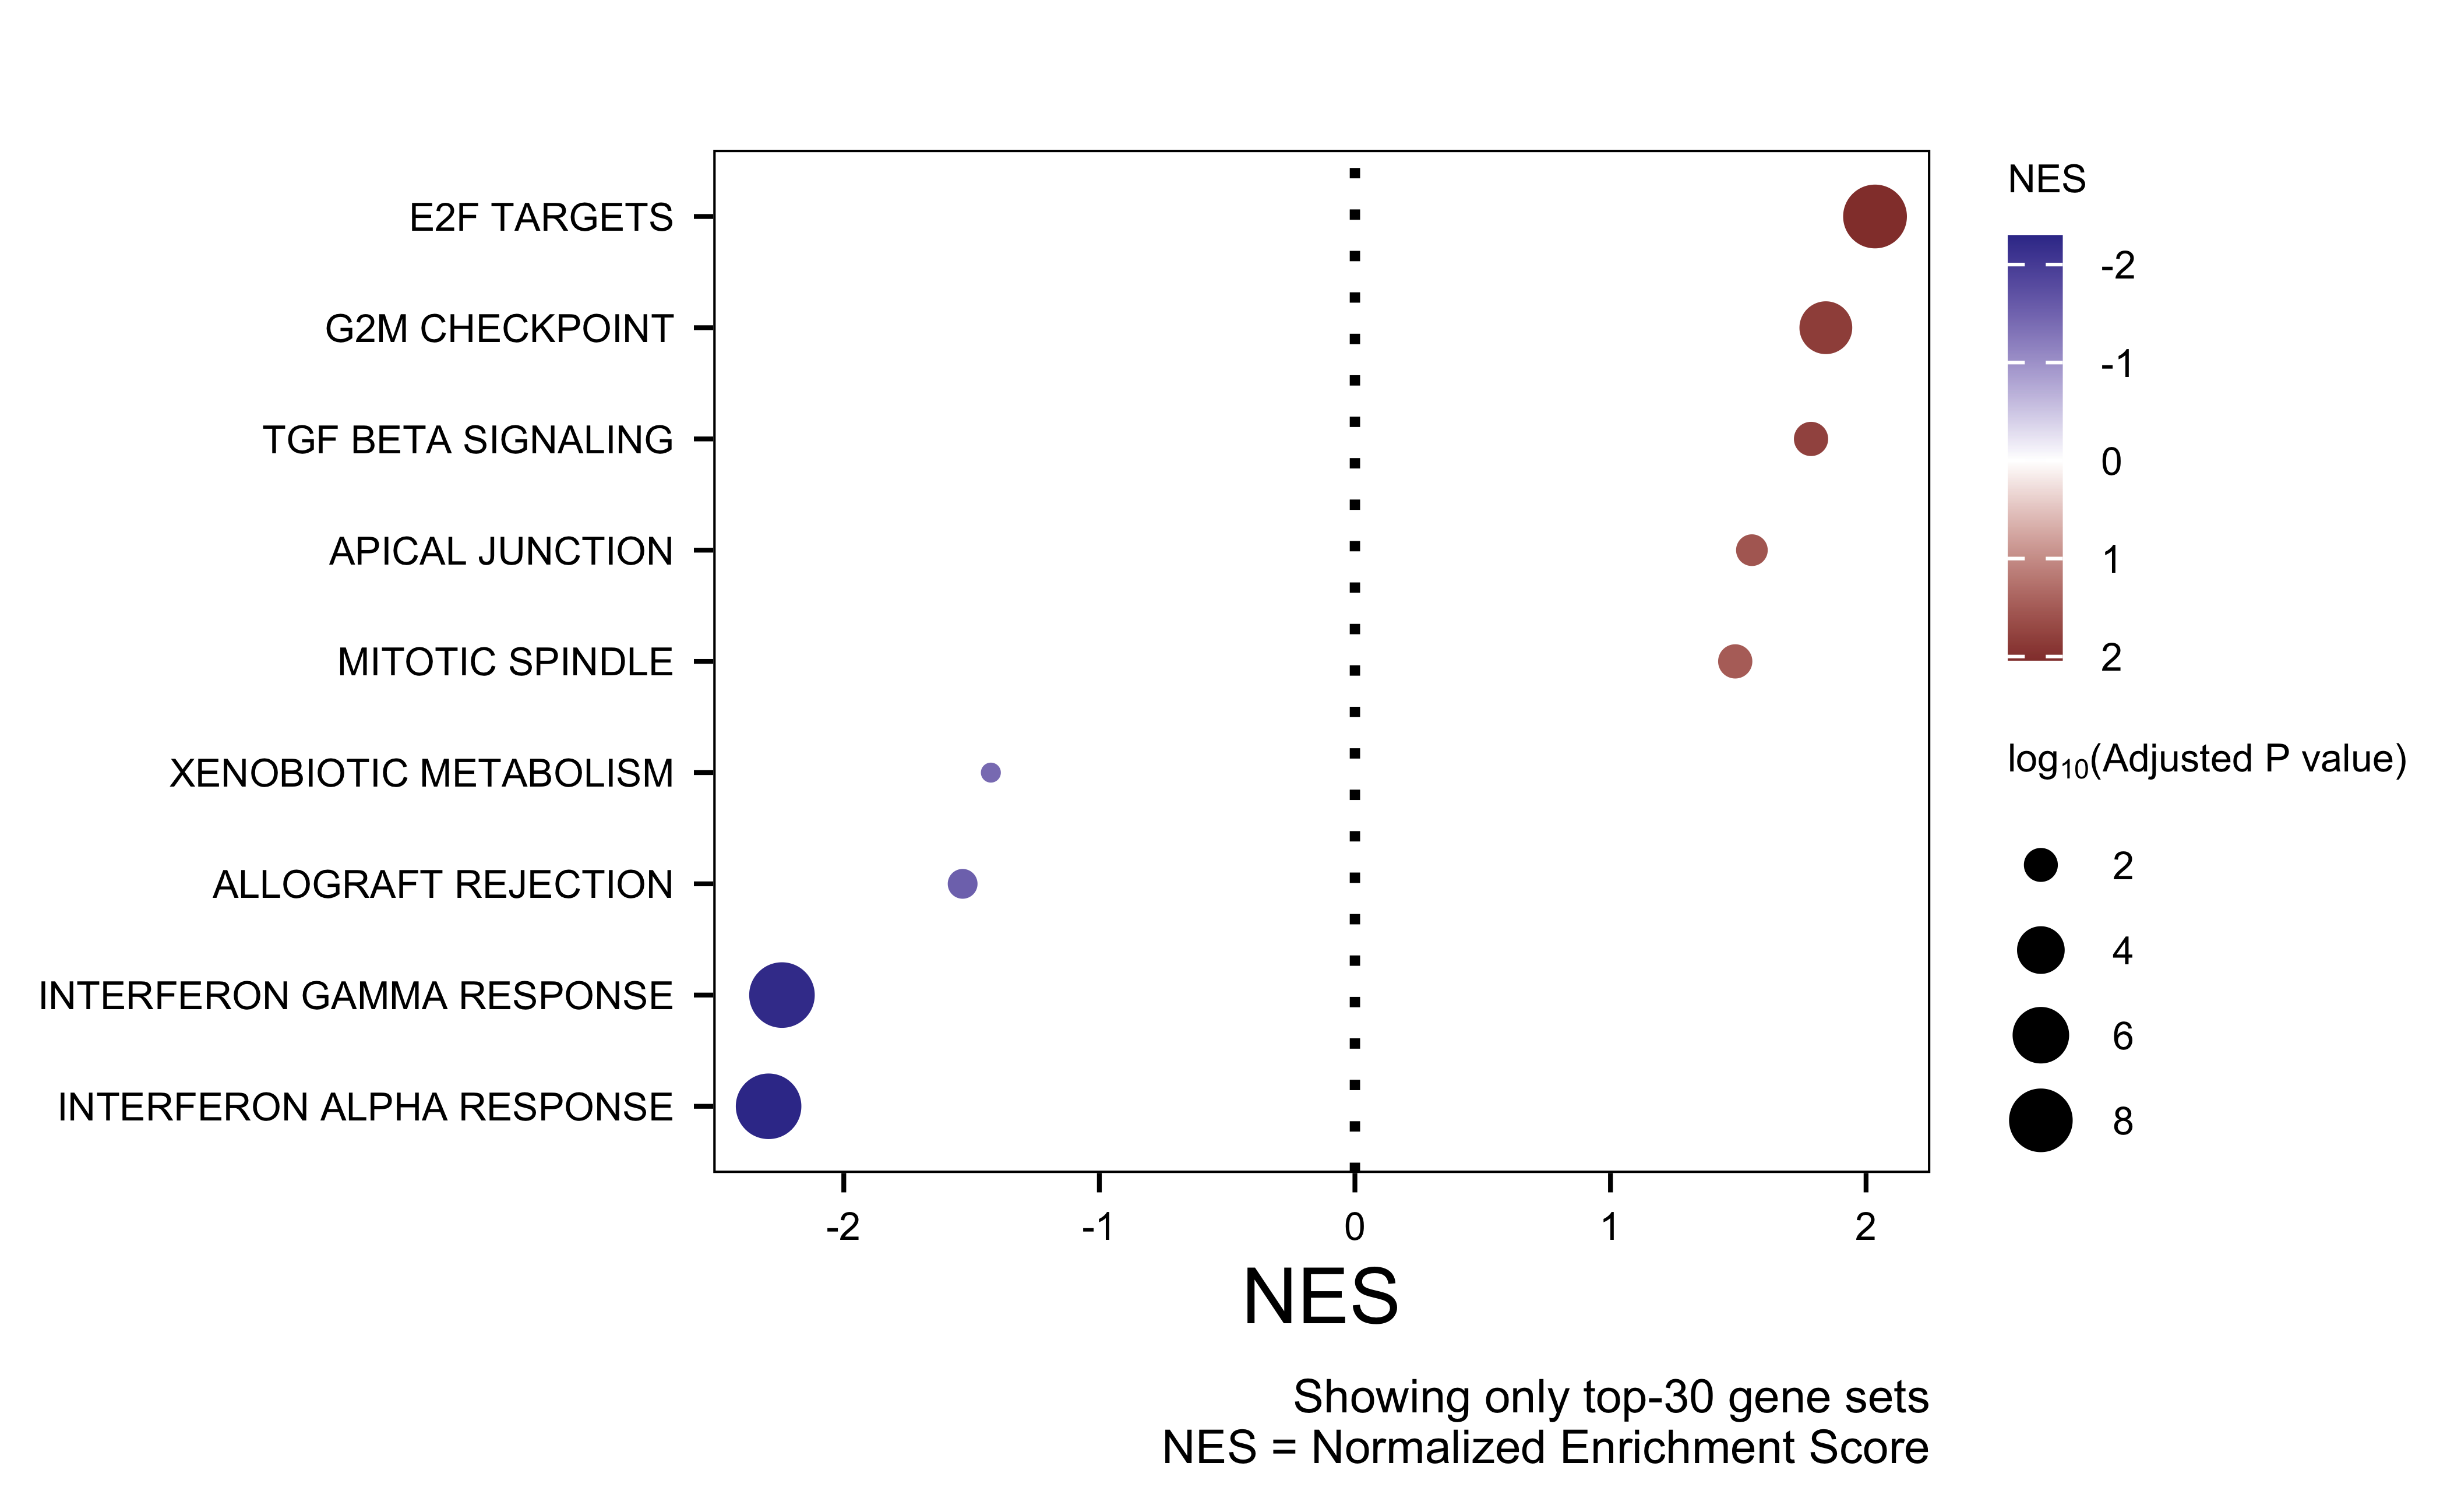 E2F TARGETS
G2M CHECKPOINT
TGF BETA SIGNALING
APICAL JUNCTION
MITOTIC SPINDLE
XENOBIOTIC METABOLISM
ALLOGRAFT REJECTION
INTERFERON GAMMA RESPONSE
INTERFERON ALPHA RESPONSE
-2 -1 0 1 2
NES
Showing only top-30 gene sets
NES = Normalized Enrichment Score
NES
-2
-1
0
1
2
log₁₀(Adjusted P value)
2
4
6
8